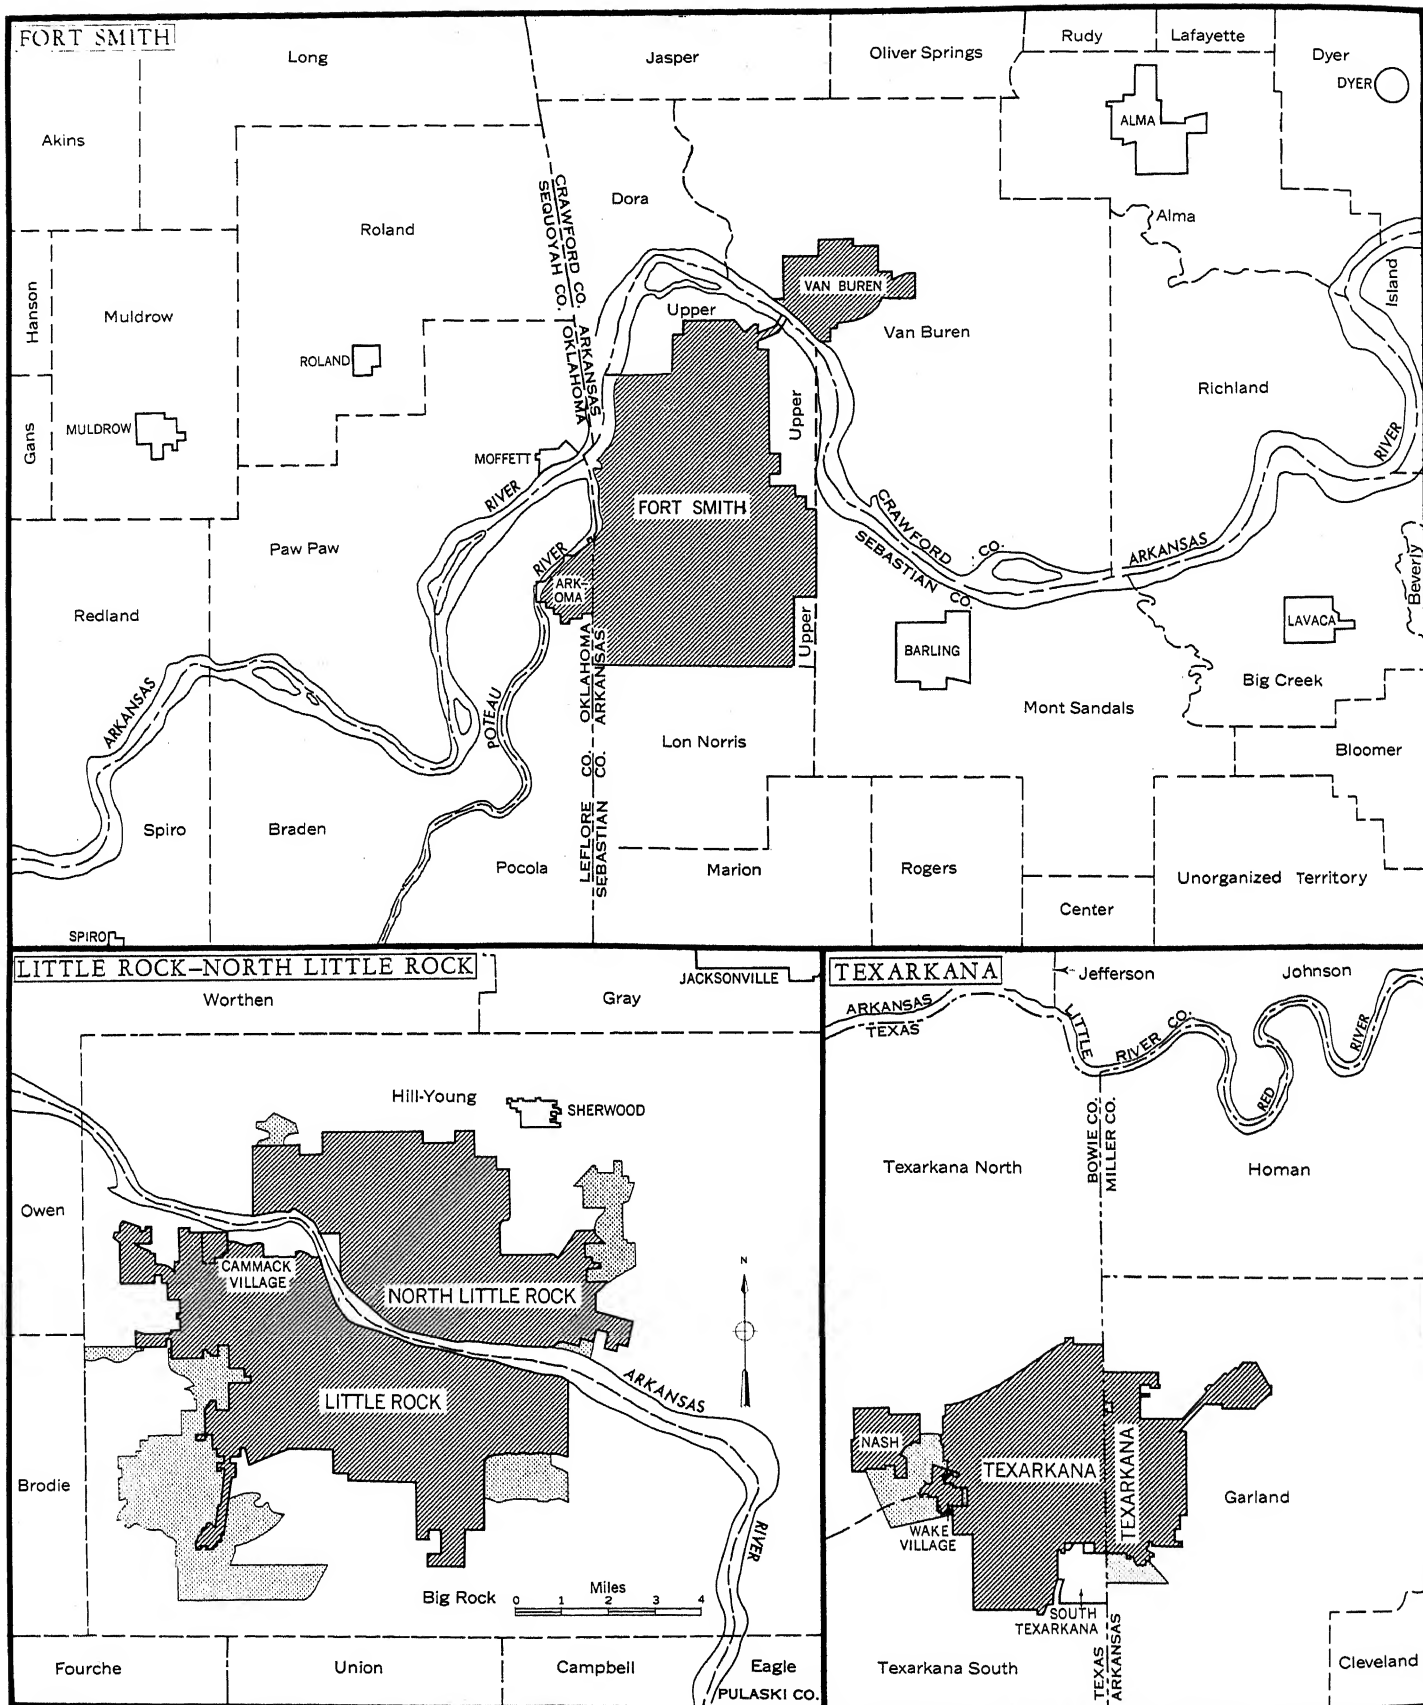 FORT SMITH
Long
Jasper
Oliver Springs
Rudy
Lafayette
Dyer
DYER
Akins
ALMA
Dora
Alma
Roland
CRAWFORD CO.
SEQUOYAH CO.
ARKANSAS
OKLAHOMA
Hanson
Muldrow
VAN BUREN
Upper
Van Buren
Island
ROLAND
Richland
Gans
MULDROW
Upper
MOFFETT
RIVER
RIVER
FORT SMITH
CRAWFORD CO.
SEBASTIAN CO.
ARKANSAS
Paw Paw
RIVER
ARK-
OMA
Redland
Upper
BARLING
LAVACA
Beverly
OKLAHOMA
ARKANSAS
ARKANSAS
POTEAU
Big Creek
Mont Sandals
Lon Norris
Bloomer
LEFLORE CO.
SEBASTIAN CO.
Spiro
Braden
Pocola
Marion
Rogers
Unorganized Territory
Center
SPIRO
LITTLE ROCK–NORTH LITTLE ROCK
JACKSONVILLE
Worthen
Gray
Hill-Young
SHERWOOD
Owen
CAMMACK
VILLAGE
NORTH LITTLE ROCK
N
LITTLE ROCK
ARKANSAS
Brodie
RIVER
Big Rock
Miles
0 1 2 3 4
Fourche
Union
Campbell
Eagle
PULASKI CO.
TEXARKANA
Jefferson
Johnson
ARKANSAS
TEXAS
LITTLE
RIVER CO.
RED
RIVER
BOWIE CO.
MILLER CO.
Texarkana North
Homan
NASH
TEXARKANA
TEXARKANA
Garland
WAKE
VILLAGE
SOUTH
TEXARKANA
Texarkana South
TEXAS
ARKANSAS
Cleveland